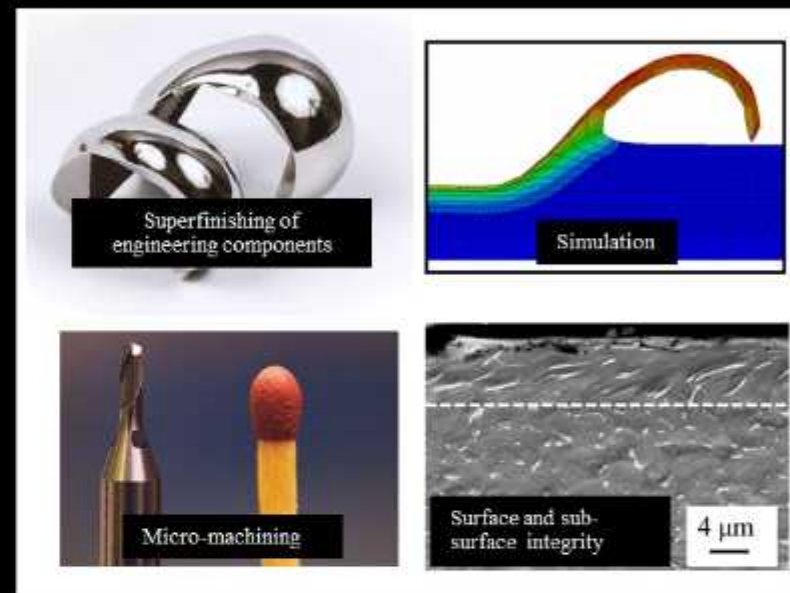 Superfinishing of
engineering components
Simulation
Micro-machining
Surface and sub-
surface integrity
4 μm